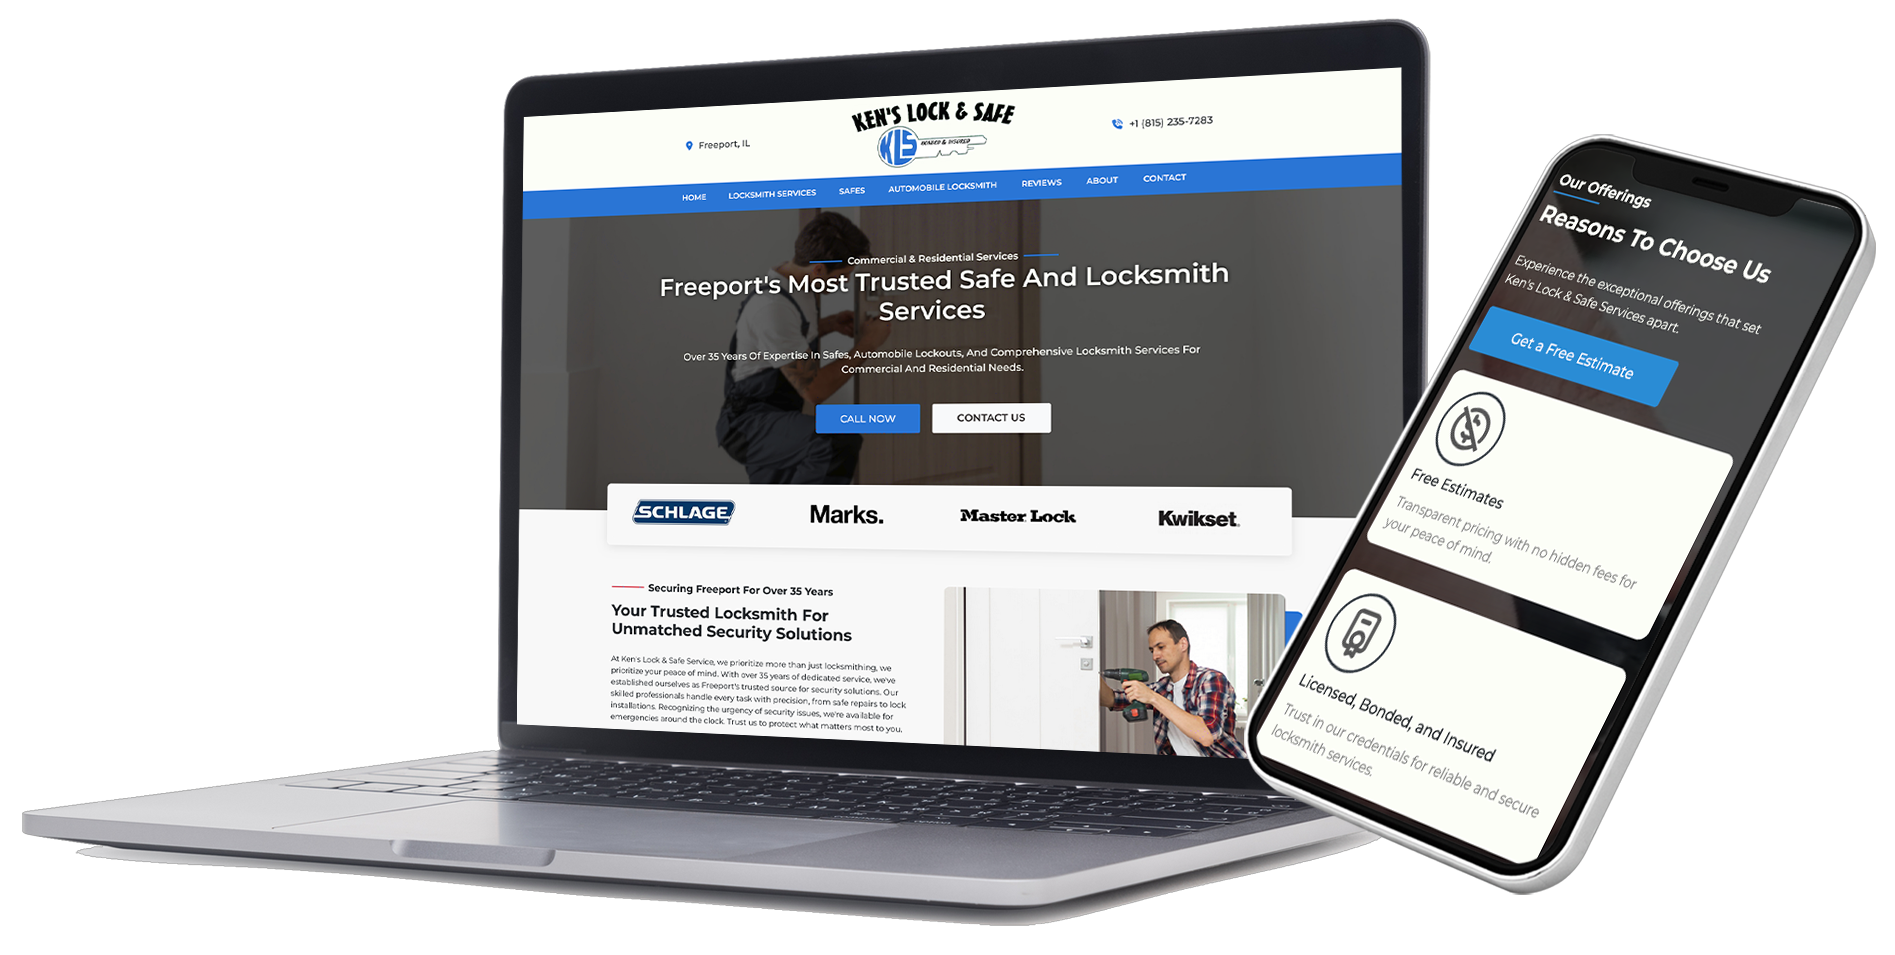 KEN'S LOCK & SAFE
KLS
BONDED & INSURED
Freeport, IL
+1 (815) 235-7283
HOME
LOCKSMITH SERVICES
SAFES
AUTOMOBILE LOCKSMITH
REVIEWS
ABOUT
CONTACT
Commercial & Residential Services
Freeport's Most Trusted Safe And Locksmith
Services
Over 35 Years Of Expertise In Safes, Automobile Lockouts, And Comprehensive Locksmith Services For
Commercial And Residential Needs.
CALL NOW
CONTACT US
SCHLAGE
Marks.
Master Lock
Kwikset
Securing Freeport For Over 35 Years
Your Trusted Locksmith For
Unmatched Security Solutions
At Ken's Lock & Safe Service, we prioritize more than just locksmithing, we
prioritize your peace of mind. With over 35 years of dedicated service, we've
established ourselves as Freeport's trusted source for security solutions. Our
skilled professionals handle every task with precision, from safe repairs to lock
installations. Recognizing the urgency of security issues, we're available for
emergencies around the clock. Trust us to protect what matters most to you.
Our Offerings
Reasons To Choose Us
Experience the exceptional offerings that set
Ken's Lock & Safe Services apart.
Get a Free Estimate
Free Estimates
Transparent pricing with no hidden fees for
your peace of mind.
Licensed, Bonded, and Insured
Trust in our credentials for reliable and secure
locksmith services.